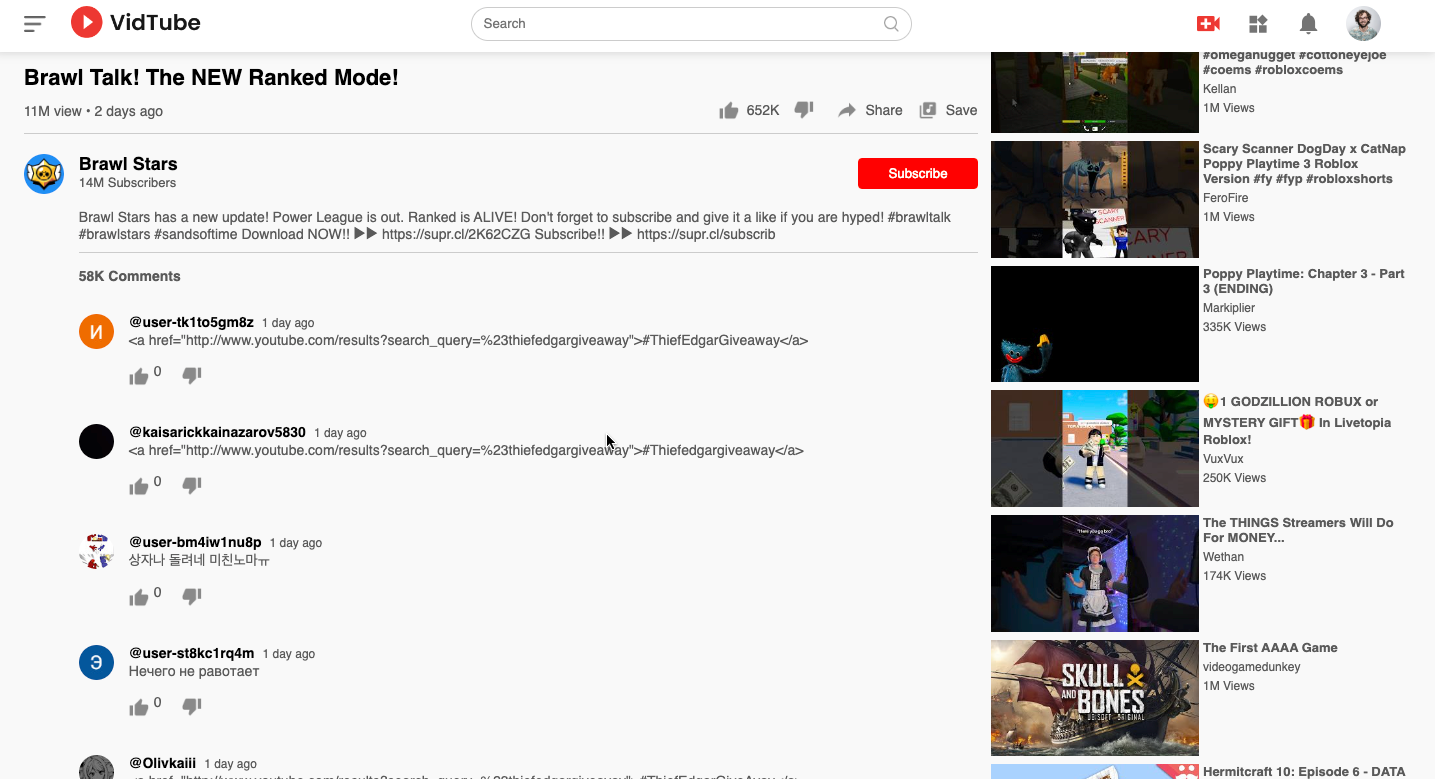 VidTube
Search
Brawl Talk! The NEW Ranked Mode!
11M view • 2 days ago
652K
Share
Save
Brawl Stars
14M Subscribers
Subscribe
Brawl Stars has a new update! Power League is out. Ranked is ALIVE! Don't forget to subscribe and give it a like if you are hyped! #brawltalk
#brawlstars #sandsoftime Download NOW!! ▶▶ https://supr.cl/2K62CZG Subscribe!! ▶▶ https://supr.cl/subscrib
58K Comments
И
@user-tk1to5gm8z 1 day ago
<a href="http://www.youtube.com/results?search_query=%23thiefedgargiveaway">#ThiefEdgarGiveaway</a>
0
@kaisarickkainazarov5830 1 day ago
<a href="http://www.youtube.com/results?search_query=%23thiefedgargiveaway">#Thiefedgargiveaway</a>
0
@user-bm4iw1nu8p 1 day ago
상자나 돌려네 미친노마ㅠ
0
Э
@user-st8kc1rq4m 1 day ago
Нечего не равотает
0
@Olivkaiii 1 day ago
#omeganugget #cottoneyejoe
#coems #robloxcoems
Kellan
1M Views
Scary Scanner DogDay x CatNap
Poppy Playtime 3 Roblox
Version #fy #fyp #robloxshorts
FeroFire
1M Views
SCARY
SCANNER
Poppy Playtime: Chapter 3 - Part
3 (ENDING)
Markiplier
335K Views
🤑1 GODZILLION ROBUX or
MYSTERY GIFT🎁 In Livetopia
Roblox!
VuxVux
250K Views
The THINGS Streamers Will Do
For MONEY...
Wethan
174K Views
SKULL
AND
BONES
A UBISOFT ORIGINAL
The First AAAA Game
videogamedunkey
1M Views
Hermitcraft 10: Episode 6 - DATA